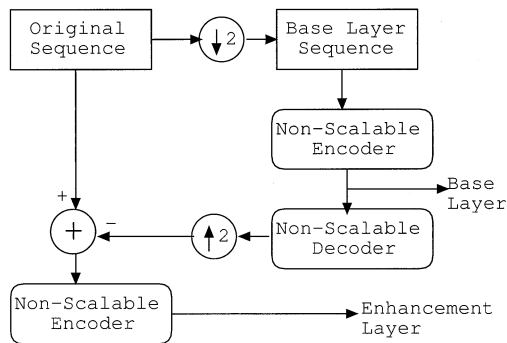 Original
Sequence
↓2
Base Layer
Sequence
Non-Scalable
Encoder
Base
Layer
+
−
+
↑2
Non-Scalable
Decoder
Non-Scalable
Encoder
Enhancement
Layer